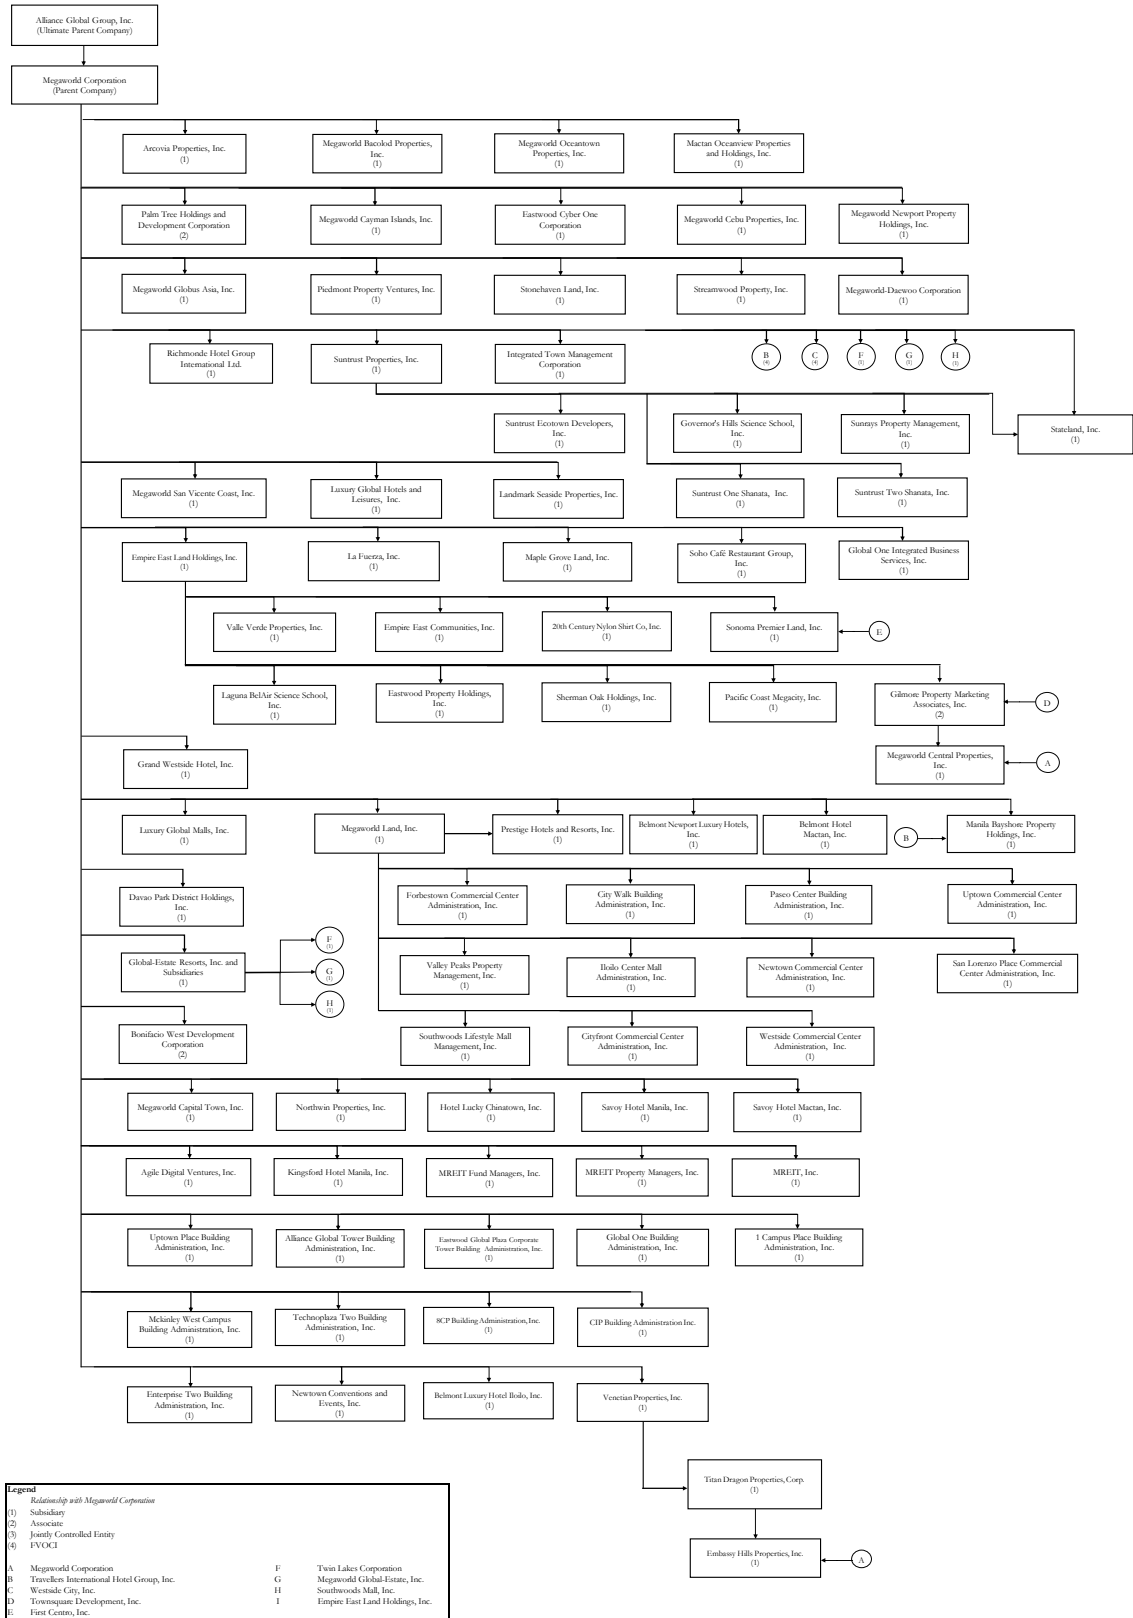 Alliance Global Group, Inc.
(Ultimate Parent Company)
Megaworld Corporation
(Parent Company)
Arcovia Properties, Inc.
(1)
Megaworld Bacolod Properties,
Inc.
(1)
Megaworld Oceantown
Properties, Inc.
(1)
Mactan Oceanview Properties
and Holdings, Inc.
(1)
Palm Tree Holdings and
Development Corporation
(2)
Megaworld Cayman Islands, Inc.
(1)
Eastwood Cyber One
Corporation
(1)
Megaworld Cebu Properties, Inc.
(1)
Megaworld Newport Property
Holdings, Inc.
(1)
Megaworld Globus Asia, Inc.
(1)
Piedmont Property Ventures, Inc.
(1)
Stonehaven Land, Inc.
(1)
Streamwood Property, Inc.
(1)
Megaworld-Daewoo Corporation
(1)
Richmonde Hotel Group
International Ltd.
(1)
Suntrust Properties, Inc.
(1)
Integrated Town Management
Corporation
(1)
B
(4)
C
(4)
F
(1)
G
(1)
H
(1)
Suntrust Ecotown Developers,
Inc.
(1)
Governor's Hills Science School,
Inc.
(1)
Sunrays Property Management,
Inc.
(1)
Stateland, Inc.
(1)
Megaworld San Vicente Coast, Inc.
(1)
Luxury Global Hotels and
Leisures, Inc.
(1)
Landmark Seaside Properties, Inc.
(1)
Suntrust One Shanata, Inc.
(1)
Suntrust Two Shanata, Inc.
(1)
Empire East Land Holdings, Inc.
(1)
La Fuerza, Inc.
(1)
Maple Grove Land, Inc.
(1)
Soho Café Restaurant Group,
Inc.
(1)
Global One Integrated Business
Services, Inc.
(1)
Valle Verde Properties, Inc.
(1)
Empire East Communities, Inc.
(1)
20th Century Nylon Shirt Co, Inc.
(1)
Sonoma Premier Land, Inc.
(1)
E
Laguna BelAir Science School,
Inc.
(1)
Eastwood Property Holdings,
Inc.
(1)
Sherman Oak Holdings, Inc.
(1)
Pacific Coast Megacity, Inc.
(1)
Gilmore Property Marketing
Associates, Inc.
(2)
D
Grand Westside Hotel, Inc.
(1)
Megaworld Central Properties,
Inc.
(1)
A
Luxury Global Malls, Inc.
(1)
Megaworld Land, Inc.
(1)
Prestige Hotels and Resorts, Inc.
(1)
Belmont Newport Luxury Hotels,
Inc.
(1)
Belmont Hotel
Mactan, Inc.
(1)
B
Manila Bayshore Property
Holdings, Inc.
(1)
Davao Park District Holdings,
Inc.
(1)
Forbestown Commercial Center
Administration, Inc.
(1)
City Walk Building
Administration, Inc.
(1)
Paseo Center Building
Administration, Inc.
(1)
Uptown Commercial Center
Administration, Inc.
(1)
Global-Estate Resorts, Inc. and
Subsidiaries
(1)
F
(1)
G
(1)
H
(1)
Valley Peaks Property
Management, Inc.
(1)
Iloilo Center Mall
Administration, Inc.
(1)
Newtown Commercial Center
Administration, Inc.
(1)
San Lorenzo Place Commercial
Center Administration, Inc.
(1)
Bonifacio West Development
Corporation
(2)
Southwoods Lifestyle Mall
Management, Inc.
(1)
Cityfront Commercial Center
Administration, Inc.
(1)
Westside Commercial Center
Administration, Inc.
(1)
Megaworld Capital Town, Inc.
(1)
Northwin Properties, Inc.
(1)
Hotel Lucky Chinatown, Inc.
(1)
Savoy Hotel Manila, Inc.
(1)
Savoy Hotel Mactan, Inc.
(1)
Agile Digital Ventures, Inc.
(1)
Kingsford Hotel Manila, Inc.
(1)
MREIT Fund Managers, Inc.
(1)
MREIT Property Managers, Inc.
(1)
MREIT, Inc.
(1)
Uptown Place Building
Administration, Inc.
(1)
Alliance Global Tower Building
Administration, Inc.
(1)
Eastwood Global Plaza Corporate
Tower Building Administration, Inc.
(1)
Global One Building
Administration, Inc.
(1)
1 Campus Place Building
Administration, Inc.
(1)
Mckinley West Campus
Building Administration, Inc.
(1)
Technoplaza Two Building
Administration, Inc.
(1)
8CP Building Administration, Inc.
(1)
CIP Building Administration Inc.
(1)
Enterprise Two Building
Administration, Inc.
(1)
Newtown Conventions and
Events, Inc.
(1)
Belmont Luxury Hotel Iloilo, Inc.
(1)
Venetian Properties, Inc.
(1)
Titan Dragon Properties, Corp.
(1)
Embassy Hills Properties, Inc.
(1)
A
Legend
Relationship with Megaworld Corporation
(1) Subsidiary
(2) Associate
(3) Jointly Controlled Entity
(4) FVOCI
A Megaworld Corporation F Twin Lakes Corporation
B Travellers International Hotel Group, Inc. G Megaworld Global-Estate, Inc.
C Westside City, Inc. H Southwoods Mall, Inc.
D Townsquare Development, Inc. I Empire East Land Holdings, Inc.
E First Centro, Inc.